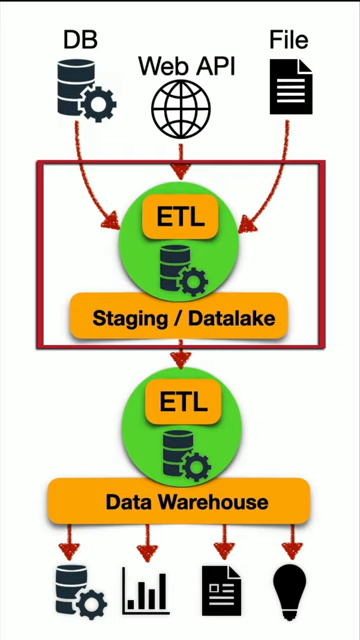 DB
Web API
File
ETL
Staging / Datalake
ETL
Data Warehouse